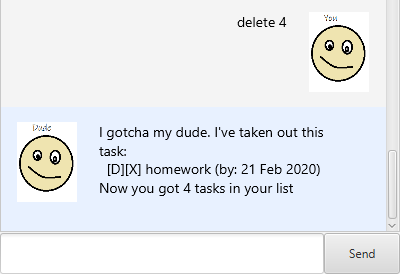 delete 4
You
Dude
I gotcha my dude. I've taken out this
task:
[D][X] homework (by: 21 Feb 2020)
Now you got 4 tasks in your list
Send